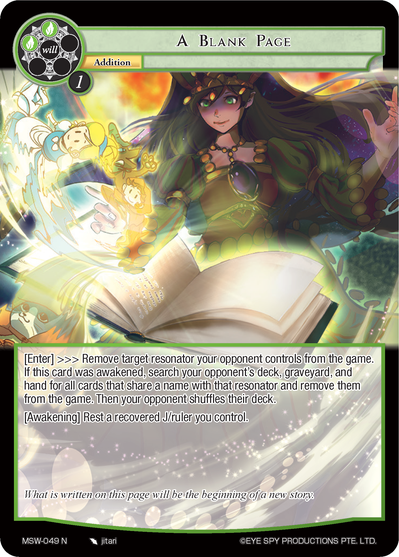 A Blank Page
will
Addition
1
[Enter] >>> Remove target resonator your opponent controls from the game.
If this card was awakened, search your opponent's deck, graveyard, and
hand for all cards that share a name with that resonator and remove them
from the game. Then your opponent shuffles their deck.
[Awakening] Rest a recovered J/ruler you control.
What is written on this page will be the beginning of a new story.
MSW-049 N jitari ©EYE SPY PRODUCTIONS PTE. LTD.